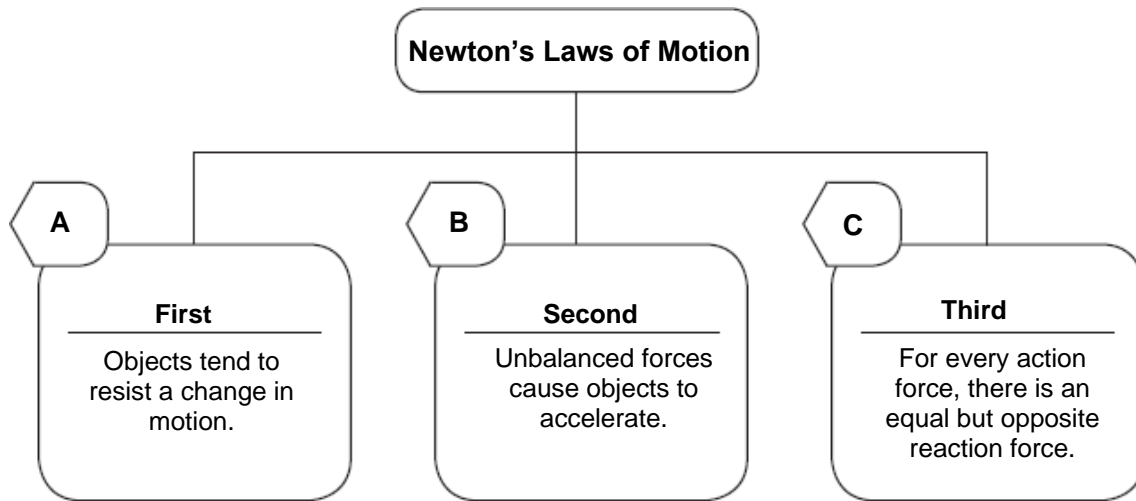 Newton’s Laws of Motion
A
B
C
First
Objects tend to
resist a change in
motion.
Second
Unbalanced forces
cause objects to
accelerate.
Third
For every action
force, there is an
equal but opposite
reaction force.